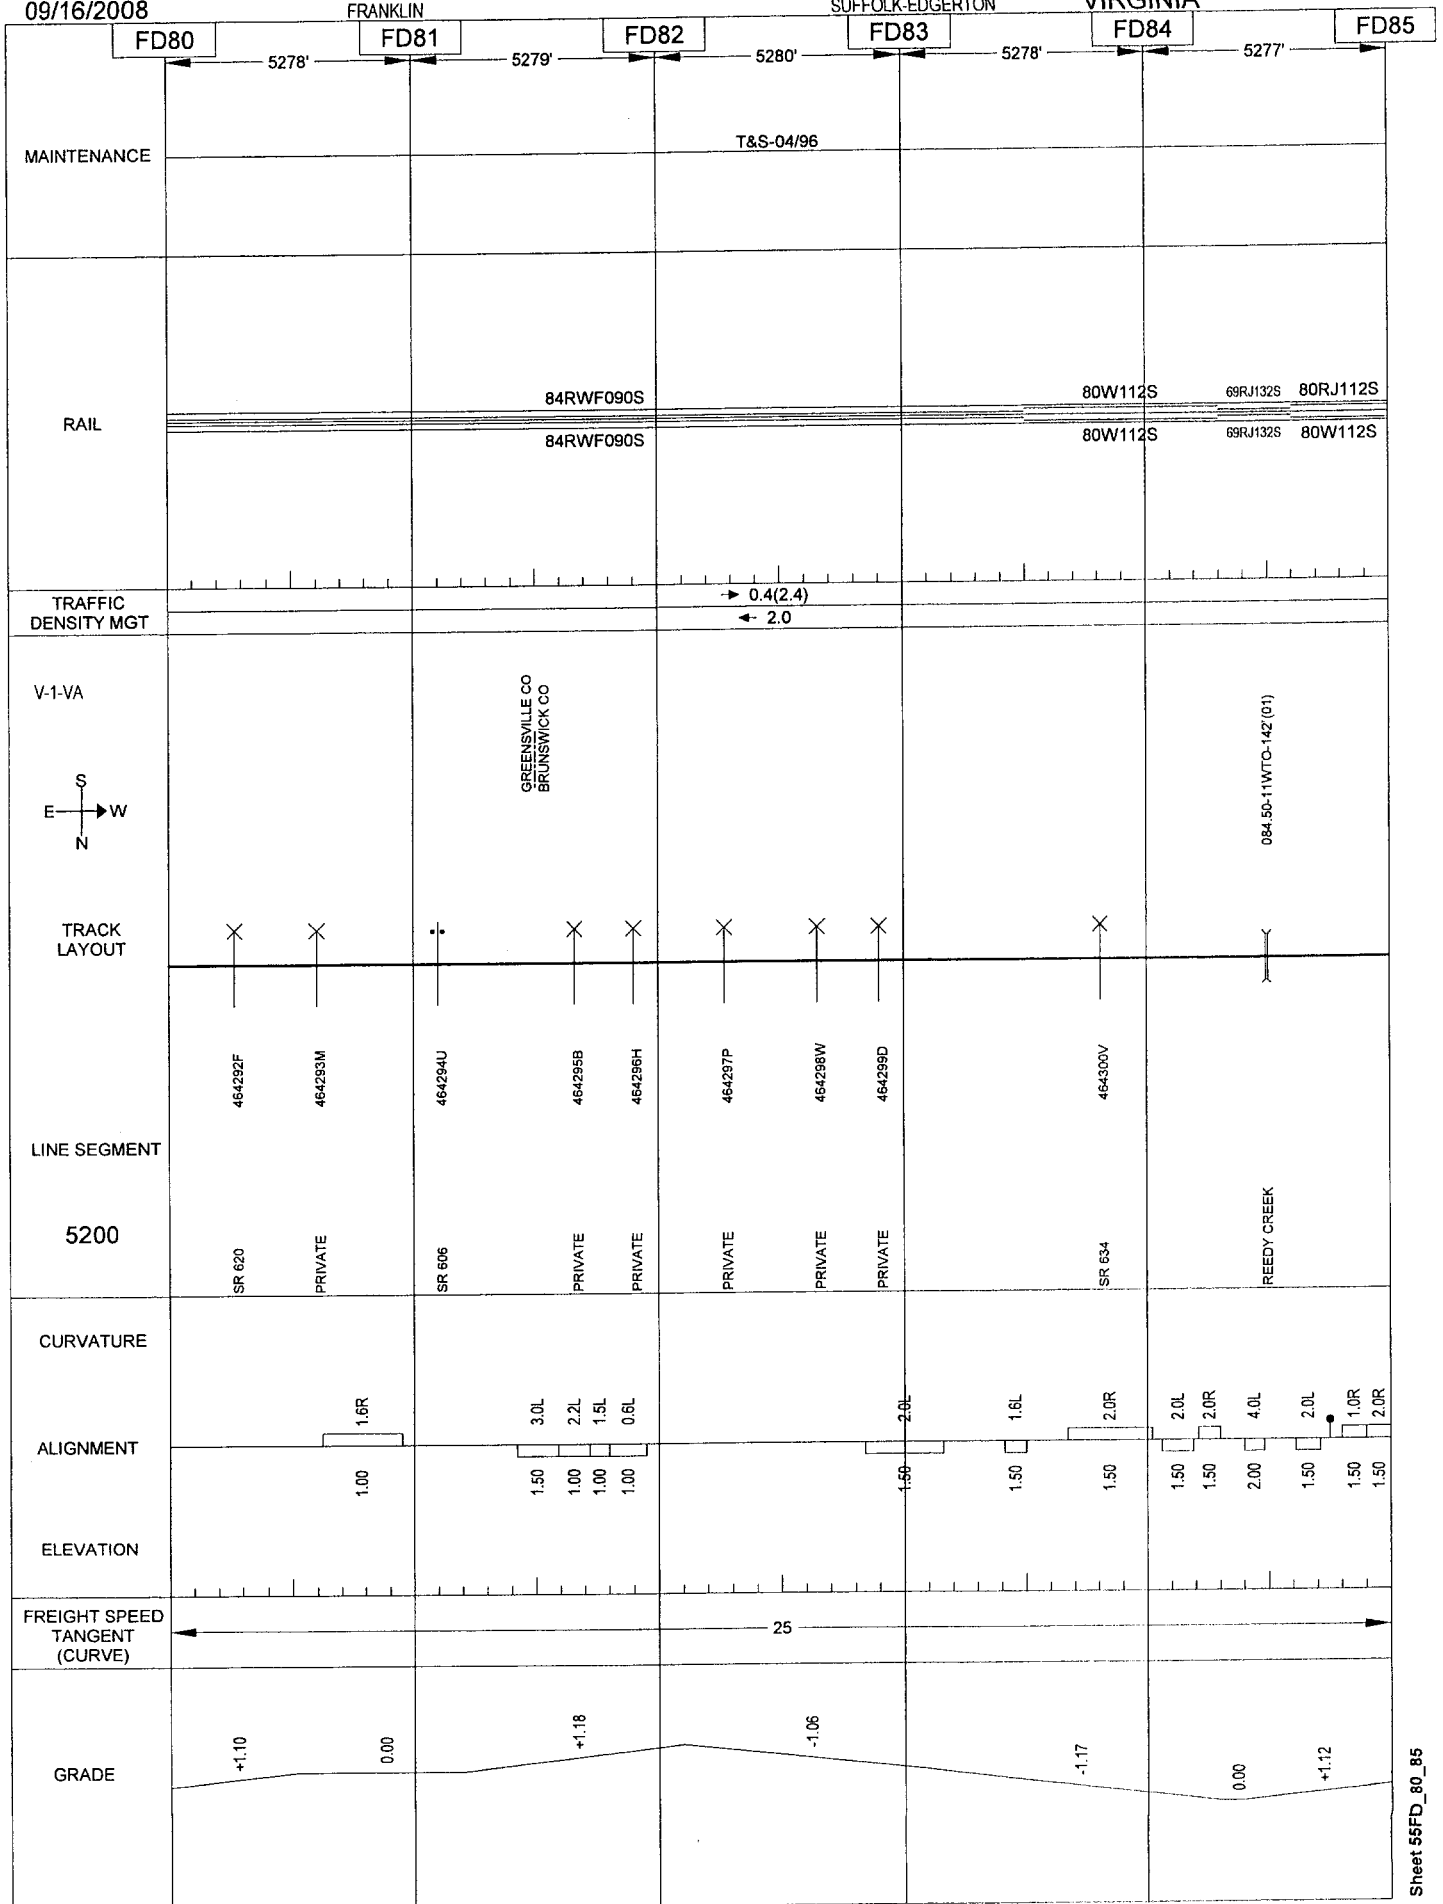 09/16/2008 FRANKLIN SUFFOLK-EDGERTON VIRGINIA
FD80 FD81 FD82 FD83 FD84 FD85
5278' 5279' 5280' 5278' 5277'
MAINTENANCE
T&S-04/96
RAIL
84RWF090S 80W112S 69RJ132S 80RJ112S
84RWF090S 80W112S 69RJ132S 80W112S
TRAFFIC
DENSITY MGT
0.4(2.4)
2.0
V-1-VA
GREENSVILLE CO
BRUNSWICK CO
084.50-11WTO-142'(01)
S
E W
N
TRACK
LAYOUT
464292F 464293M 464294U 464295B 464296H 464297P 464298W 464299D 464300V
LINE SEGMENT
5200
SR 620 PRIVATE SR 606 PRIVATE PRIVATE PRIVATE PRIVATE PRIVATE SR 634 REEDY CREEK
CURVATURE
1.6R 3.0L 2.2L 1.5L 0.6L 2.0L 1.6L 2.0R 2.0L 2.0R 4.0L 2.0L 1.0R 2.0R
ALIGNMENT
1.00 1.50 1.00 1.00 1.00 1.50 1.50 1.50 1.50 1.50 2.00 1.50 1.50 1.50
ELEVATION
FREIGHT SPEED
TANGENT
(CURVE)
25
GRADE
+1.10 0.00 +1.18 -1.06 -1.17 0.00 +1.12
Sheet 55FD_80_85